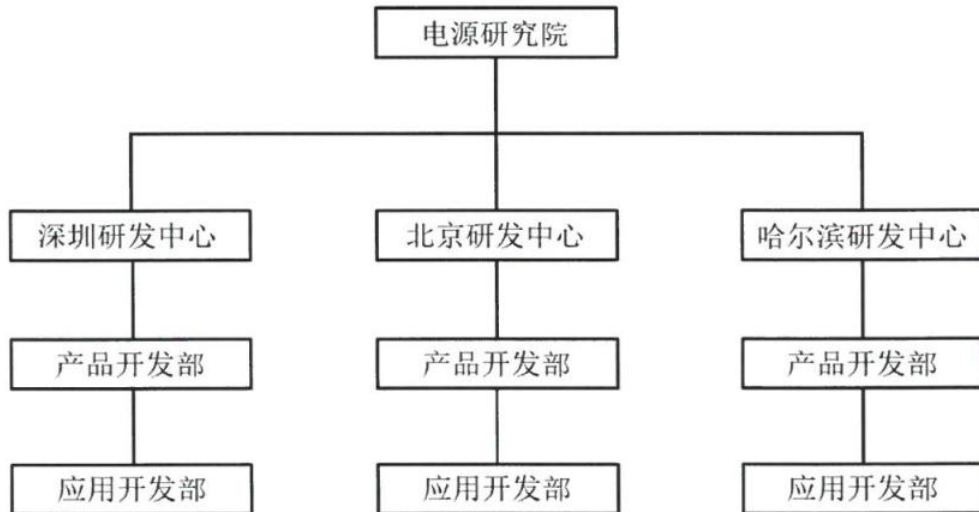 电源研究院
深圳研发中心
北京研发中心
哈尔滨研发中心
产品开发部
产品开发部
产品开发部
应用开发部
应用开发部
应用开发部